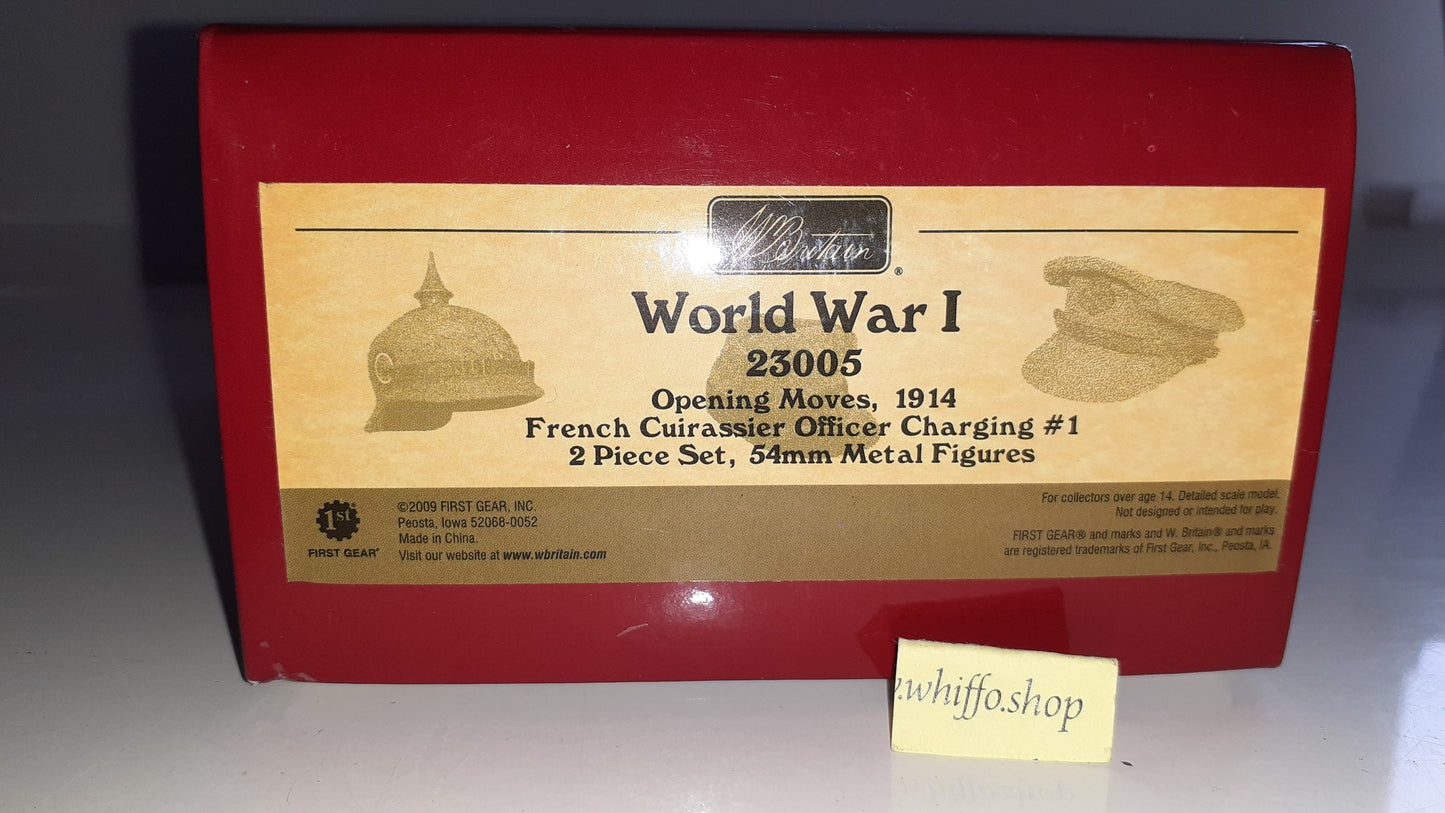 W Britain
®
World War I
23005
Opening Moves, 1914
French Cuirassier Officer Charging #1
2 Piece Set, 54mm Metal Figures
1st
FIRST GEAR®
©2009 FIRST GEAR, INC.
Peosta, Iowa 52068-0052
Made in China.
Visit our website at www.wbritain.com
For collectors over age 14. Detailed scale model.
Not designed or intended for play.
FIRST GEAR® and marks and W. Britain® and marks
are registered trademarks of First Gear, Inc., Peosta, IA.
.whiffo.shop